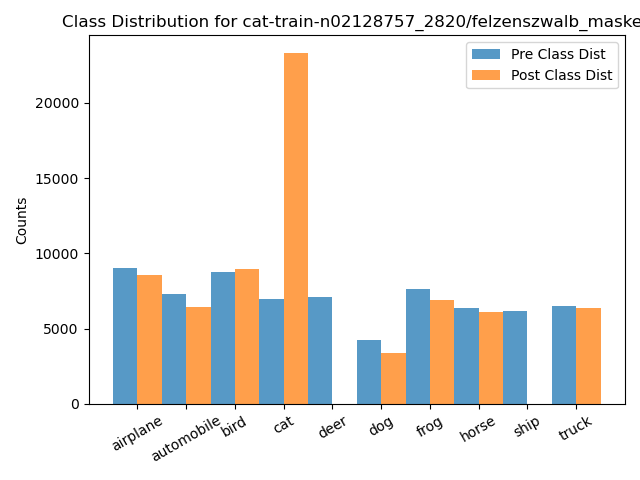 Class Distribution for cat-train-n02128757_2820/felzenszwalb_maske
Pre Class Dist
Post Class Dist
Counts
20000
15000
10000
5000
0
airplane
automobile
bird
cat
deer
dog
frog
horse
ship
truck